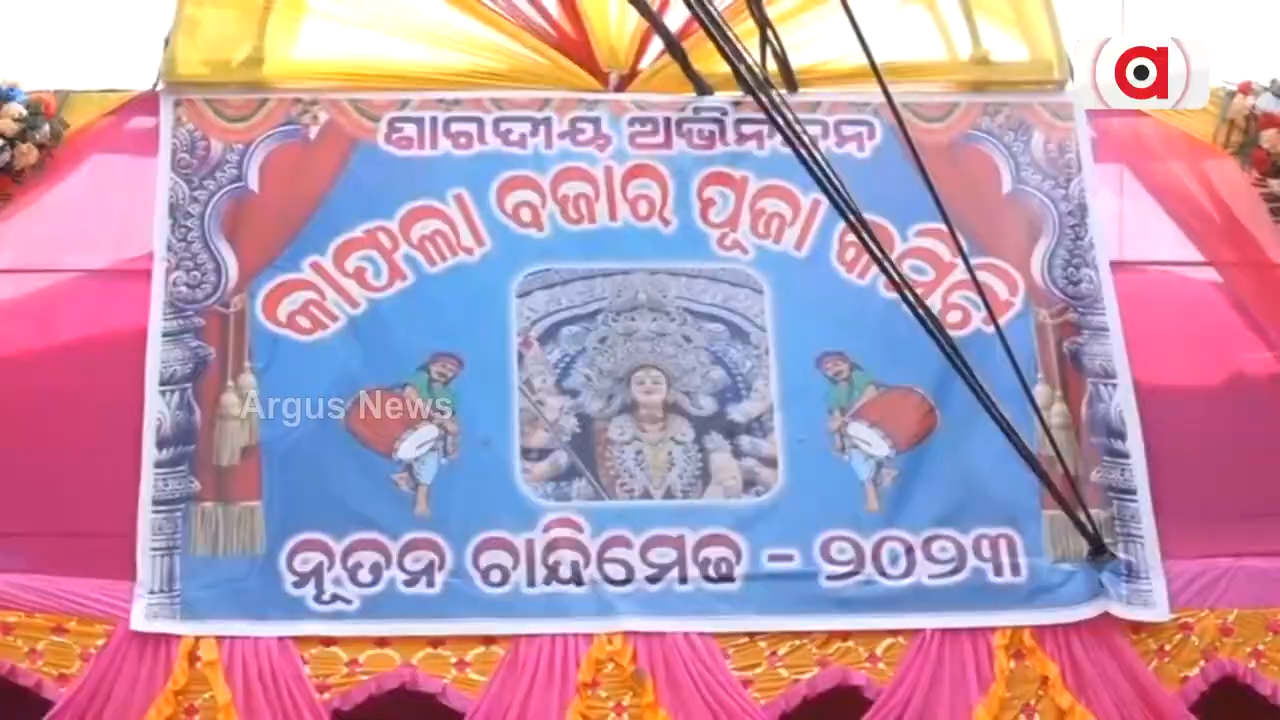 ଶାରଦୀୟ ଅଭିନନ୍ଦନ
କାଫଲା ବଜାର ପୂଜା କମିଟି
Argus News
ନୂତନ ଚାନ୍ଦିମେଢ - ୨୦୨୩